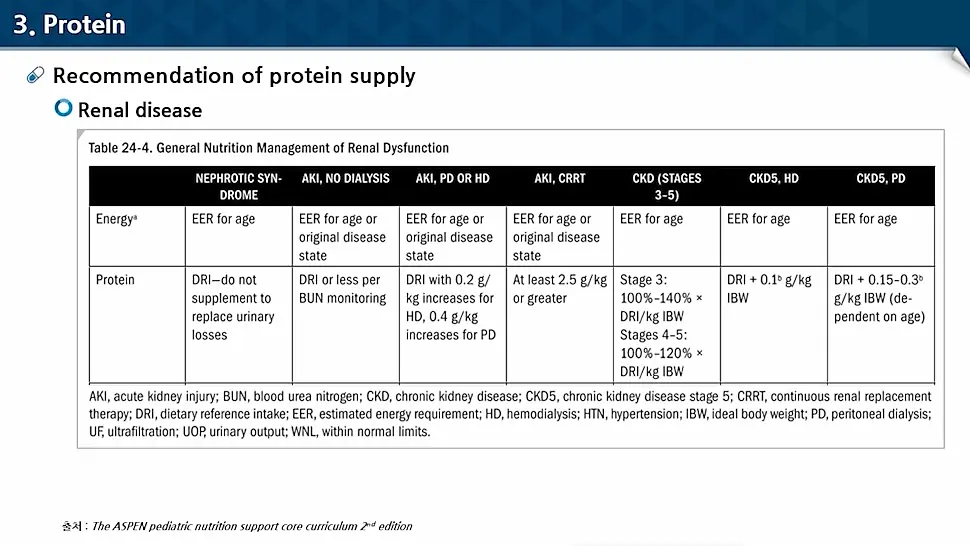 3. Protein
Recommendation of protein supply
Renal disease
Table 24-4. General Nutrition Management of Renal Dysfunction
NEPHROTIC SYN-
DROME
AKI, NO DIALYSIS
AKI, PD OR HD
AKI, CRRT
CKD (STAGES
3–5)
CKD5, HD
CKD5, PD
Energyᵃ
EER for age
EER for age or
original disease
state
EER for age or
original disease
state
EER for age or
original disease
state
EER for age
EER for age
EER for age
Protein
DRI—do not
supplement to
replace urinary
losses
DRI or less per
BUN monitoring
DRI with 0.2 g/
kg increases for
HD, 0.4 g/kg
increases for PD
At least 2.5 g/kg
or greater
Stage 3:
100%–140% ×
DRI/kg IBW
Stages 4–5:
100%–120% ×
DRI/kg IBW
DRI + 0.1ᵇ g/kg
IBW
DRI + 0.15–0.3ᵇ
g/kg IBW (de-
pendent on age)
AKI, acute kidney injury; BUN, blood urea nitrogen; CKD, chronic kidney disease; CKD5, chronic kidney disease stage 5; CRRT, continuous renal replacement
therapy; DRI, dietary reference intake; EER, estimated energy requirement; HD, hemodialysis; HTN, hypertension; IBW, ideal body weight; PD, peritoneal dialysis;
UF, ultrafiltration; UOP, urinary output; WNL, within normal limits.
출처 : The ASPEN pediatric nutrition support core curriculum 2ⁿᵈ edition